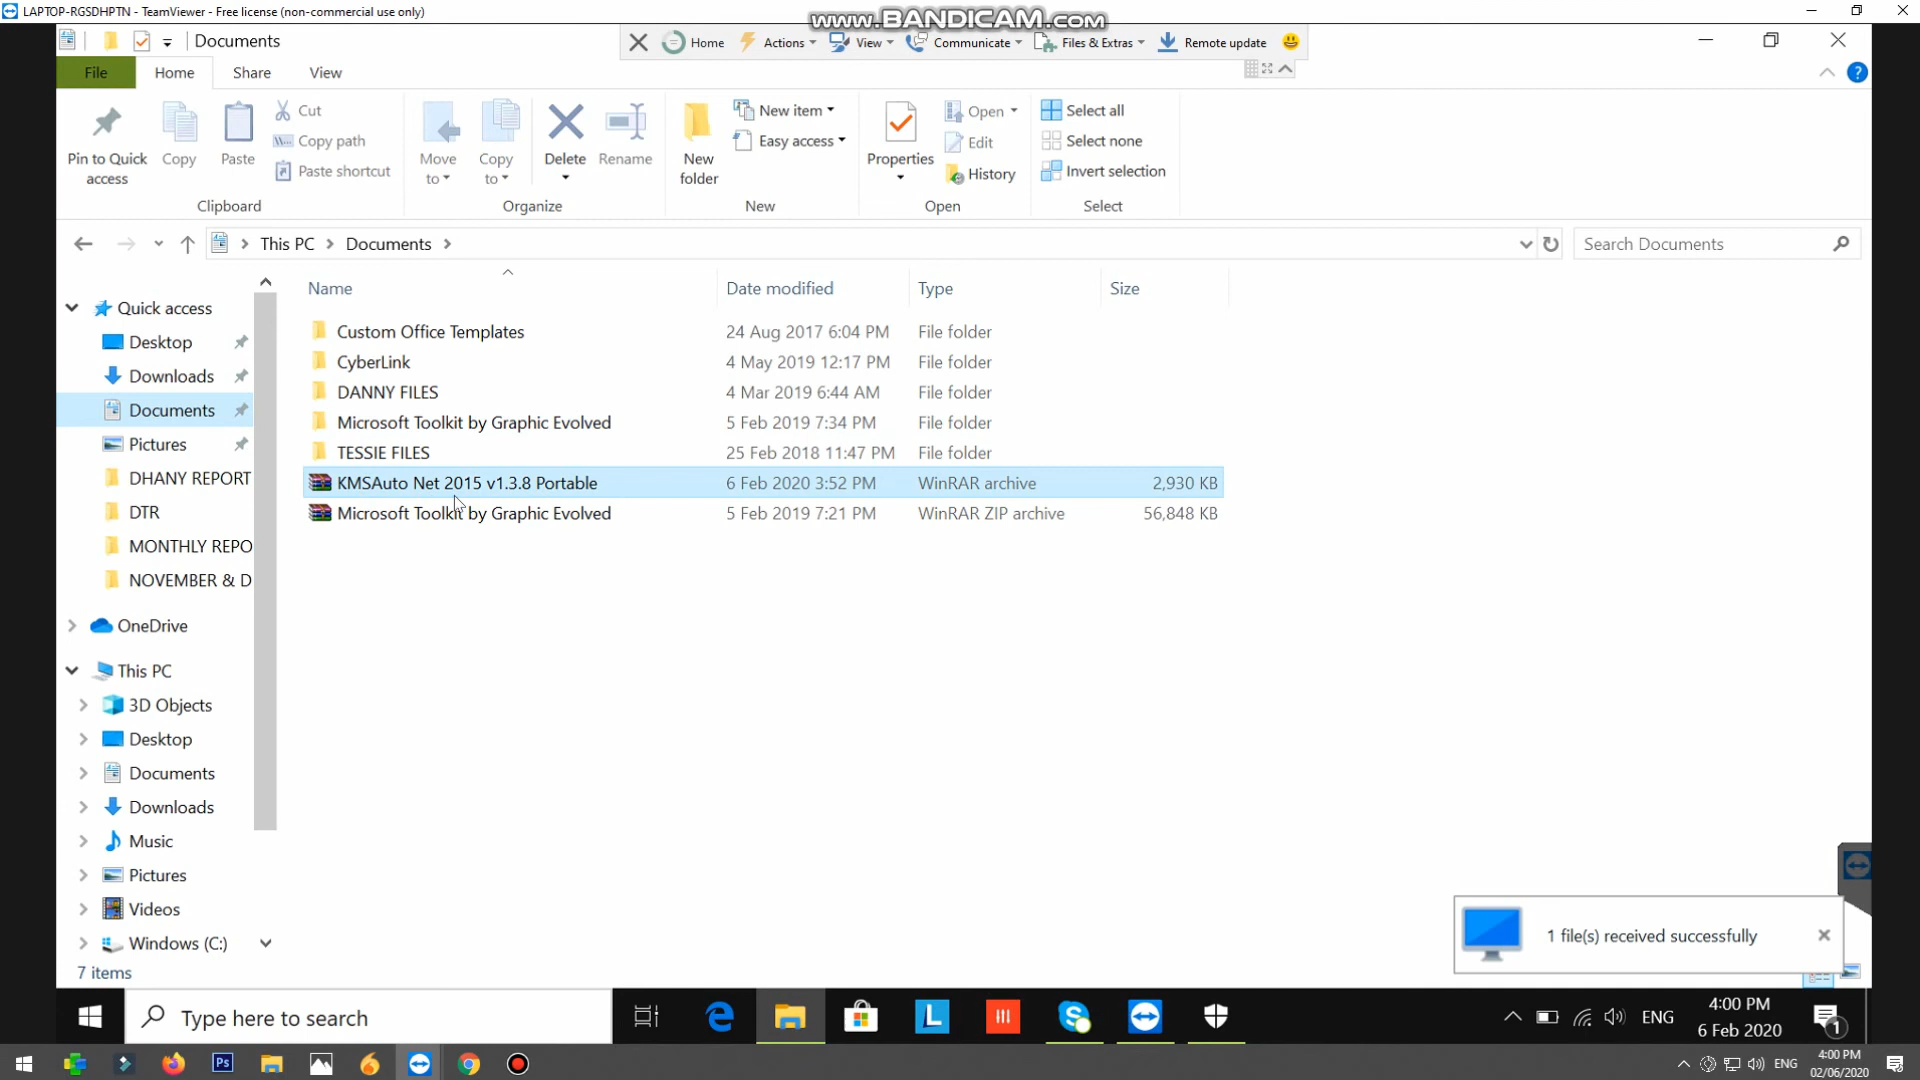 LAPTOP-RGSDHPTN - TeamViewer - Free license (non-commercial use only)
www.BANDICAM.com
Documents
Home Actions View Communicate Files & Extras Remote update
File Home Share View
Pin to Quick access
Copy
Paste
Cut
Copy path
Paste shortcut
Clipboard
Move to
Copy to
Delete
Rename
Organize
New folder
New item
Easy access
New
Properties
Open
Edit
History
Open
Select all
Select none
Invert selection
Select
This PC > Documents >
Search Documents
Name Date modified Type Size
Custom Office Templates 24 Aug 2017 6:04 PM File folder
CyberLink 4 May 2019 12:17 PM File folder
DANNY FILES 4 Mar 2019 6:44 AM File folder
Microsoft Toolkit by Graphic Evolved 5 Feb 2019 7:34 PM File folder
TESSIE FILES 25 Feb 2018 11:47 PM File folder
KMSAuto Net 2015 v1.3.8 Portable 6 Feb 2020 3:52 PM WinRAR archive 2,930 KB
Microsoft Toolkit by Graphic Evolved 5 Feb 2019 7:21 PM WinRAR ZIP archive 56,848 KB
Quick access
Desktop
Downloads
Documents
Pictures
DHANY REPORT
DTR
MONTHLY REPO
NOVEMBER & D
OneDrive
This PC
3D Objects
Desktop
Documents
Downloads
Music
Pictures
Videos
Windows (C:)
7 items
1 file(s) received successfully
Type here to search
ENG
4:00 PM
6 Feb 2020
1
Ps
ENG
4:00 PM
02/06/2020